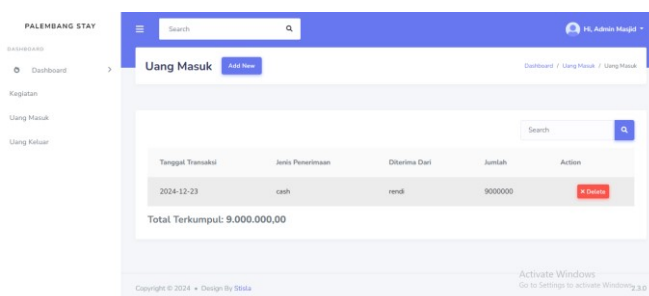 PALEMBANG STAY
Search
Hi, Admin Masjid
DASHBOARD
Dashboard
Kegiatan
Uang Masuk
Uang Keluar
Uang Masuk
Add New
Dashboard / Uang Masuk / Uang Masuk
Search
Tanggal Transaksi Jenis Penerimaan Diterima Dari Jumlah Action
2024-12-23 cash rendi 9000000 × Delete
Total Terkumpul: 9.000.000,00
Activate Windows
Go to Settings to activate Windows.
Copyright © 2024 • Design By Stisla
2.3.0